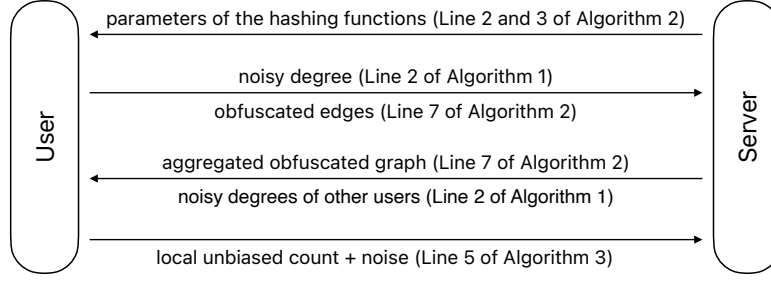 User
parameters of the hashing functions (Line 2 and 3 of Algorithm 2)
noisy degree (Line 2 of Algorithm 1)
obfuscated edges (Line 7 of Algorithm 2)
aggregated obfuscated graph (Line 7 of Algorithm 2)
noisy degrees of other users (Line 2 of Algorithm 1)
local unbiased count + noise (Line 5 of Algorithm 3)
Server